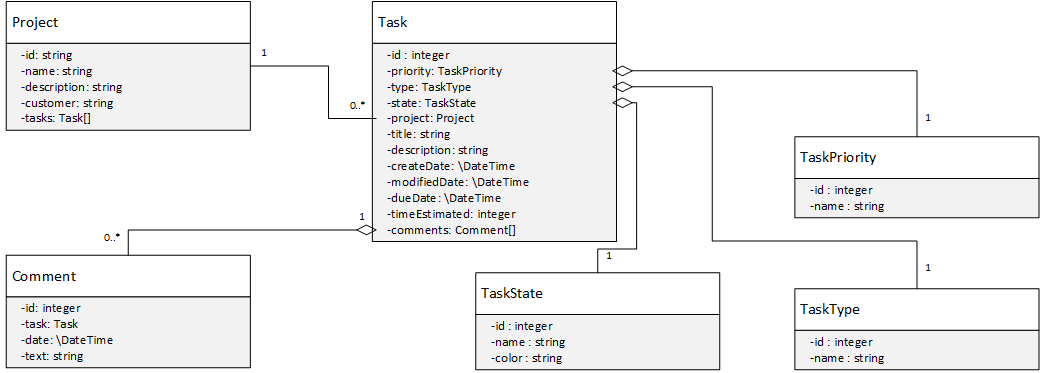 Project
-id: string
-name: string
-description: string
-customer: string
-tasks: Task[]
1
0..*
Task
-id : integer
-priority: TaskPriority
-type: TaskType
-state: TaskState
-project: Project
-title: string
-description: string
-createDate: \DateTime
-modifiedDate: \DateTime
-dueDate: \DateTime
-timeEstimated: integer
-comments: Comment[]
1
TaskPriority
-id : integer
-name : string
1
0..*
Comment
-id: integer
-task: Task
-date: \DateTime
-text: string
1
TaskState
-id : integer
-name : string
-color : string
1
TaskType
-id : integer
-name : string